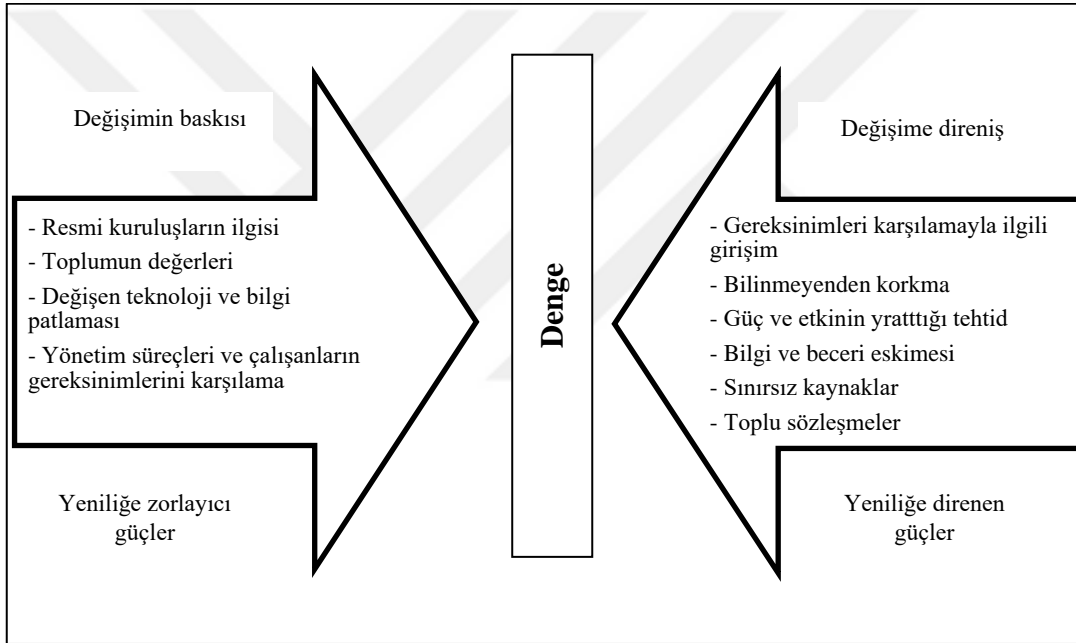 Değişimin baskısı
- Resmi kuruluşların ilgisi
- Toplumun değerleri
- Değişen teknoloji ve bilgi
patlaması
- Yönetim süreçleri ve çalışanların
gereksinimlerini karşılama
Yeniliğe zorlayıcı
güçler
Denge
Değişime direniş
- Gereksinimleri karşılamayla ilgili
girişim
- Bilinmeyenden korkma
- Güç ve etkinin yratttığı tehtid
- Bilgi ve beceri eskimesi
- Sınırsız kaynaklar
- Toplu sözleşmeler
Yeniliğe direnen
güçler